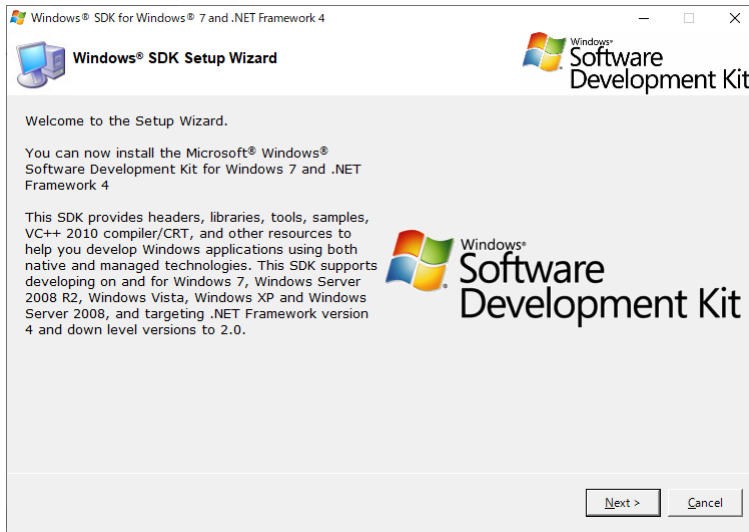 Windows® SDK for Windows® 7 and .NET Framework 4
Windows® SDK Setup Wizard
Windows®
Software
Development Kit
Welcome to the Setup Wizard.
You can now install the Microsoft® Windows®
Software Development Kit for Windows 7 and .NET
Framework 4
This SDK provides headers, libraries, tools, samples,
VC++ 2010 compiler/CRT, and other resources to
help you develop Windows applications using both
native and managed technologies. This SDK supports
developing on and for Windows 7, Windows Server
2008 R2, Windows Vista, Windows XP and Windows
Server 2008, and targeting .NET Framework version
4 and down level versions to 2.0.
Windows®
Software
Development Kit
Next >
Cancel